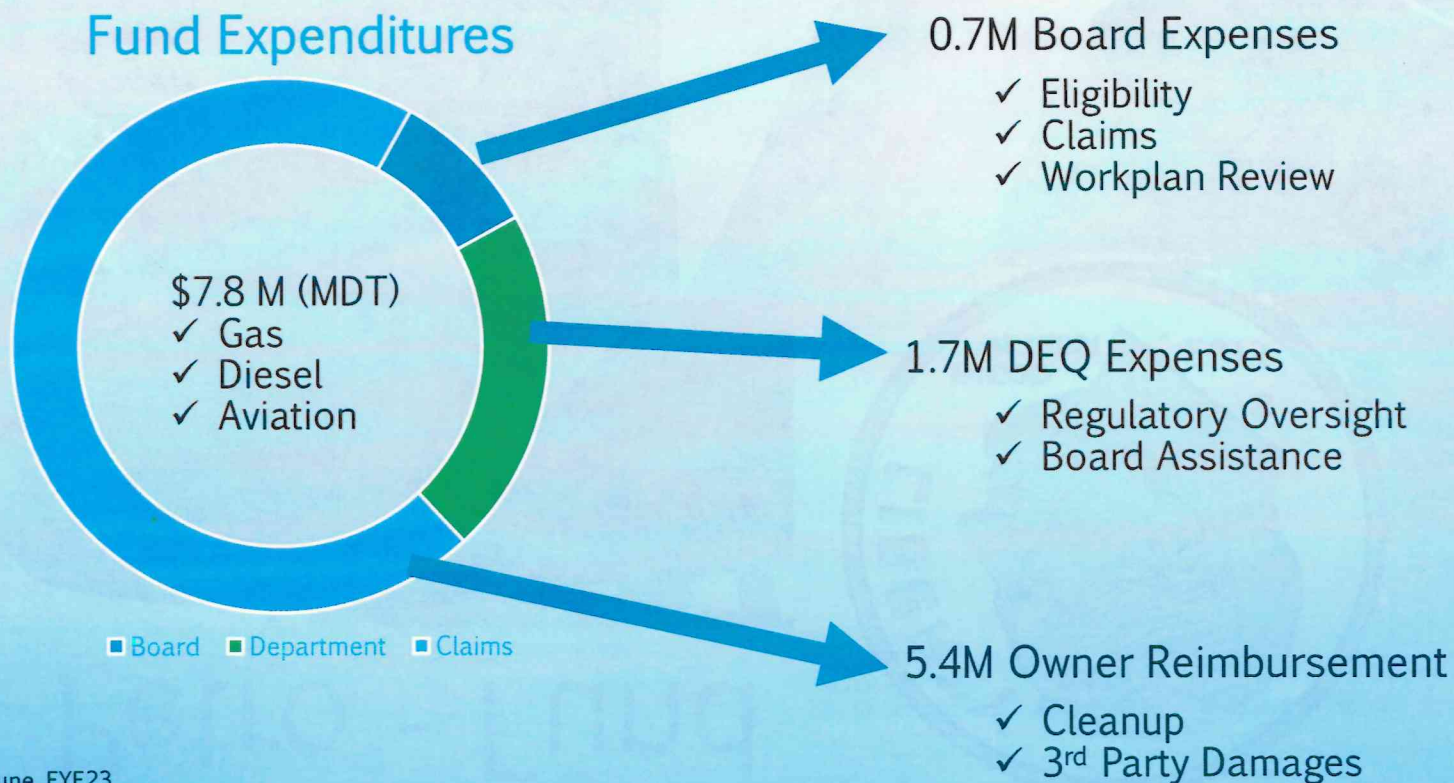 Fund Expenditures
$7.8 M (MDT)
✓ Gas
✓ Diesel
✓ Aviation
Board Department Claims
0.7M Board Expenses
✓ Eligibility
✓ Claims
✓ Workplan Review
1.7M DEQ Expenses
✓ Regulatory Oversight
✓ Board Assistance
5.4M Owner Reimbursement
✓ Cleanup
✓ 3rd Party Damages
FYE23